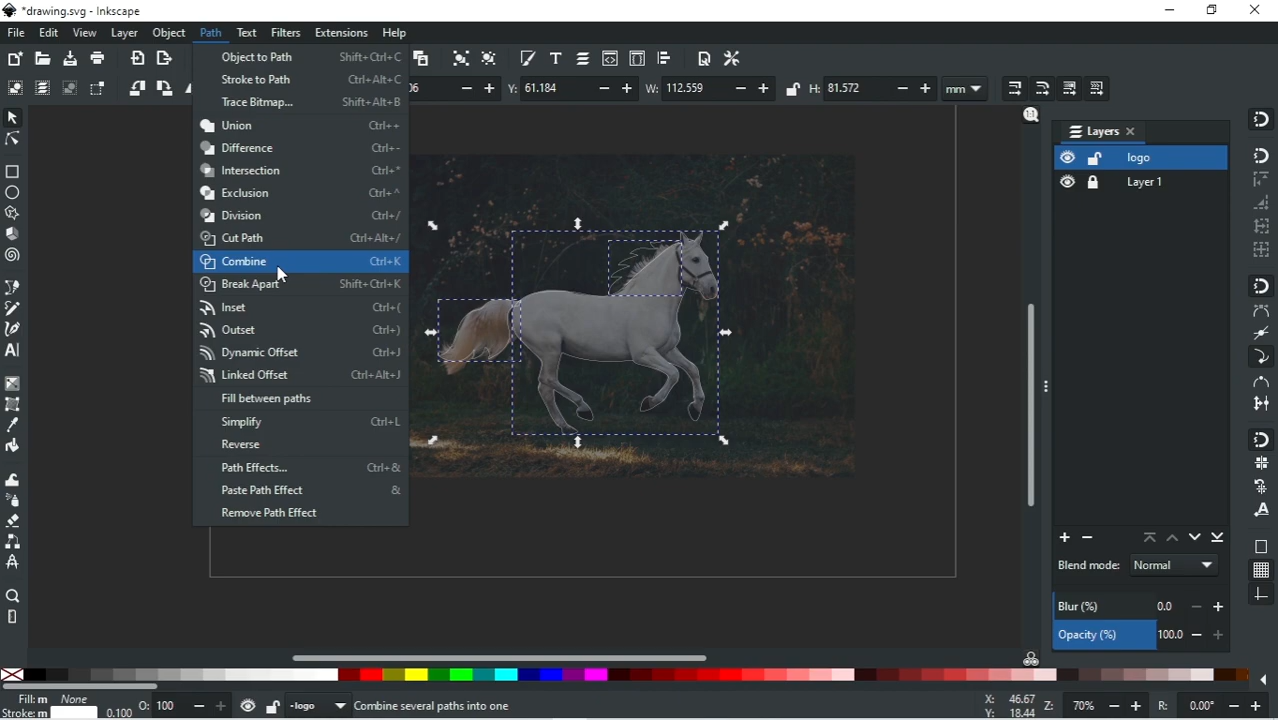 *drawing.svg - Inkscape
File Edit View Layer Object Path Text Filters Extensions Help
Object to Path Shift+Ctrl+C
Stroke to Path Ctrl+Alt+C
Trace Bitmap... Shift+Alt+B
Union Ctrl++
Difference Ctrl+-
Intersection Ctrl+*
Exclusion Ctrl+^
Division Ctrl+/
Cut Path Ctrl+Alt+/
Combine Ctrl+K
Break Apart Shift+Ctrl+K
Inset Ctrl+(
Outset Ctrl+)
Dynamic Offset Ctrl+J
Linked Offset Ctrl+Alt+J
Fill between paths
Simplify Ctrl+L
Reverse
Path Effects... Ctrl+&
Paste Path Effect &
Remove Path Effect
06 Y: 61.184 W: 112.559 H: 81.572 mm
1:1
Layers
logo
Layer 1
Blend mode: Normal
Blur (%) 0.0
Opacity (%) 100.0
Fill: m None
Stroke: m 0.100
O: 100
-logo
Combine several paths into one
X: 46.67
Y: 18.44
Z: 70%
R: 0.00°